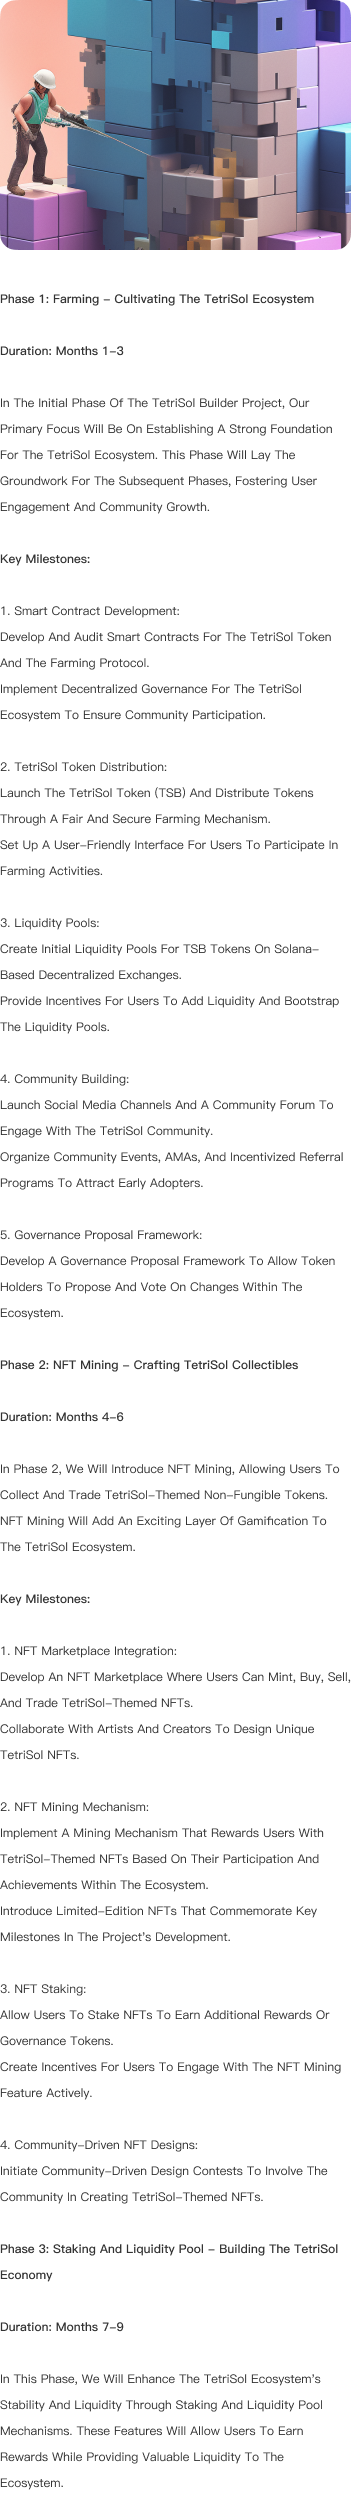 Phase 1: Farming – Cultivating The TetriSol Ecosystem
Duration: Months 1–3
In The Initial Phase Of The TetriSol Builder Project, Our
Primary Focus Will Be On Establishing A Strong Foundation
For The TetriSol Ecosystem. This Phase Will Lay The
Groundwork For The Subsequent Phases, Fostering User
Engagement And Community Growth.
Key Milestones:
1. Smart Contract Development:
Develop And Audit Smart Contracts For The TetriSol Token
And The Farming Protocol.
Implement Decentralized Governance For The TetriSol
Ecosystem To Ensure Community Participation.
2. TetriSol Token Distribution:
Launch The TetriSol Token (TSB) And Distribute Tokens
Through A Fair And Secure Farming Mechanism.
Set Up A User–Friendly Interface For Users To Participate In
Farming Activities.
3. Liquidity Pools:
Create Initial Liquidity Pools For TSB Tokens On Solana–
Based Decentralized Exchanges.
Provide Incentives For Users To Add Liquidity And Bootstrap
The Liquidity Pools.
4. Community Building:
Launch Social Media Channels And A Community Forum To
Engage With The TetriSol Community.
Organize Community Events, AMAs, And Incentivized Referral
Programs To Attract Early Adopters.
5. Governance Proposal Framework:
Develop A Governance Proposal Framework To Allow Token
Holders To Propose And Vote On Changes Within The
Ecosystem.
Phase 2: NFT Mining – Crafting TetriSol Collectibles
Duration: Months 4–6
In Phase 2, We Will Introduce NFT Mining, Allowing Users To
Collect And Trade TetriSol–Themed Non–Fungible Tokens.
NFT Mining Will Add An Exciting Layer Of Gamification To
The TetriSol Ecosystem.
Key Milestones:
1. NFT Marketplace Integration:
Develop An NFT Marketplace Where Users Can Mint, Buy, Sell,
And Trade TetriSol–Themed NFTs.
Collaborate With Artists And Creators To Design Unique
TetriSol NFTs.
2. NFT Mining Mechanism:
Implement A Mining Mechanism That Rewards Users With
TetriSol–Themed NFTs Based On Their Participation And
Achievements Within The Ecosystem.
Introduce Limited–Edition NFTs That Commemorate Key
Milestones In The Project's Development.
3. NFT Staking:
Allow Users To Stake NFTs To Earn Additional Rewards Or
Governance Tokens.
Create Incentives For Users To Engage With The NFT Mining
Feature Actively.
4. Community–Driven NFT Designs:
Initiate Community–Driven Design Contests To Involve The
Community In Creating TetriSol–Themed NFTs.
Phase 3: Staking And Liquidity Pool – Building The TetriSol
Economy
Duration: Months 7–9
In This Phase, We Will Enhance The TetriSol Ecosystem's
Stability And Liquidity Through Staking And Liquidity Pool
Mechanisms. These Features Will Allow Users To Earn
Rewards While Providing Valuable Liquidity To The
Ecosystem.